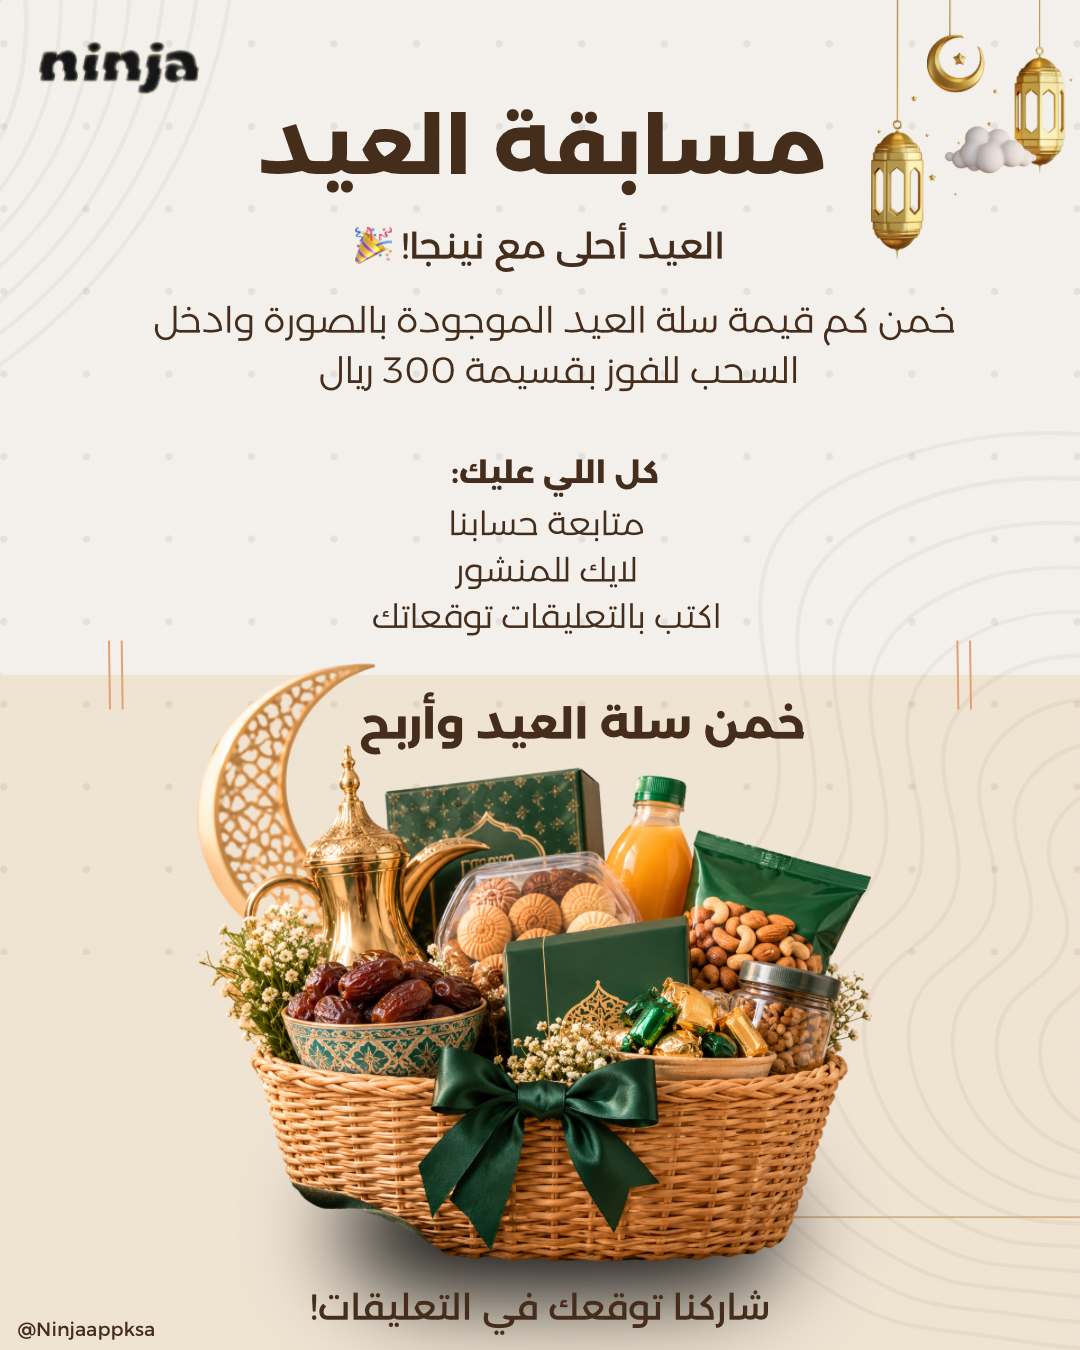 ninja
مسابقة العيد
العيد أحلى مع نينجا! 🎉
خمن كم قيمة سلة العيد الموجودة بالصورة وادخل
السحب للفوز بقسيمة 300 ريال
كل اللي عليك:
متابعة حسابنا
لايك للمنشور
اكتب بالتعليقات توقعاتك
خمن سلة العيد وأربح
شاركنا توقعك في التعليقات!
@Ninjaappksa